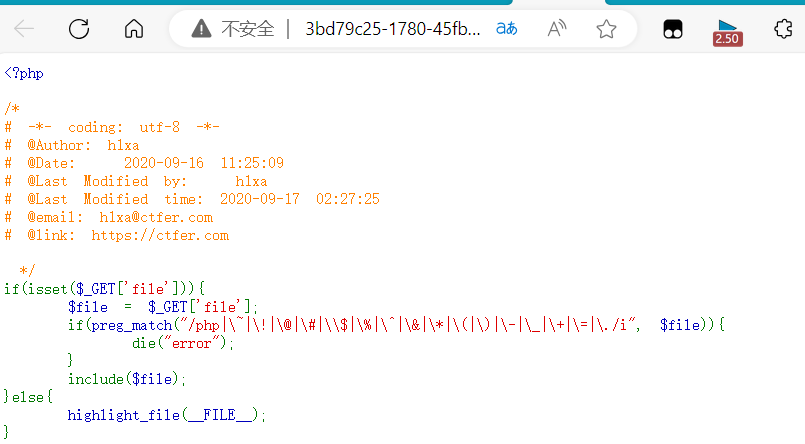 不安全 | 3bd79c25-1780-45fb... aあ A
2.50
<?php
/*
# -*- coding: utf-8 -*-
# @Author: h1xa
# @Date:   2020-09-16 11:25:09
# @Last Modified by:   h1xa
# @Last Modified time: 2020-09-17 02:27:25
# @email: h1xa@ctfer.com
# @link: https://ctfer.com
*/
if(isset($_GET['file'])){
    $file = $_GET['file'];
    if(preg_match("/php|\~|\!|\@|\#|\\$|\%|\^|\&|\*|\(|\)|\-|\_|\+|\=|\./i", $file)){
        die("error");
    }
    include($file);
}else{
    highlight_file(__FILE__);
}